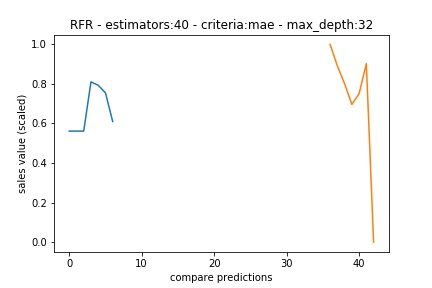 RFR - estimators:40 - criteria:mae - max_depth:32
sales value (scaled)
1.0
0.8
0.6
0.4
0.2
0.0
0 10 20 30 40
compare predictions